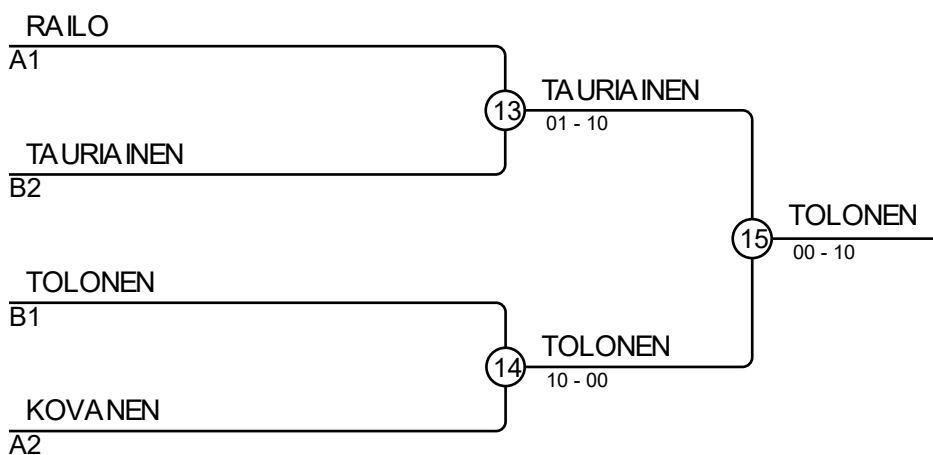 RAILO
A1
13
TAURIAINEN
01 - 10
TAURIAINEN
B2
15
TOLONEN
00 - 10
TOLONEN
B1
14
TOLONEN
10 - 00
KOVANEN
A2